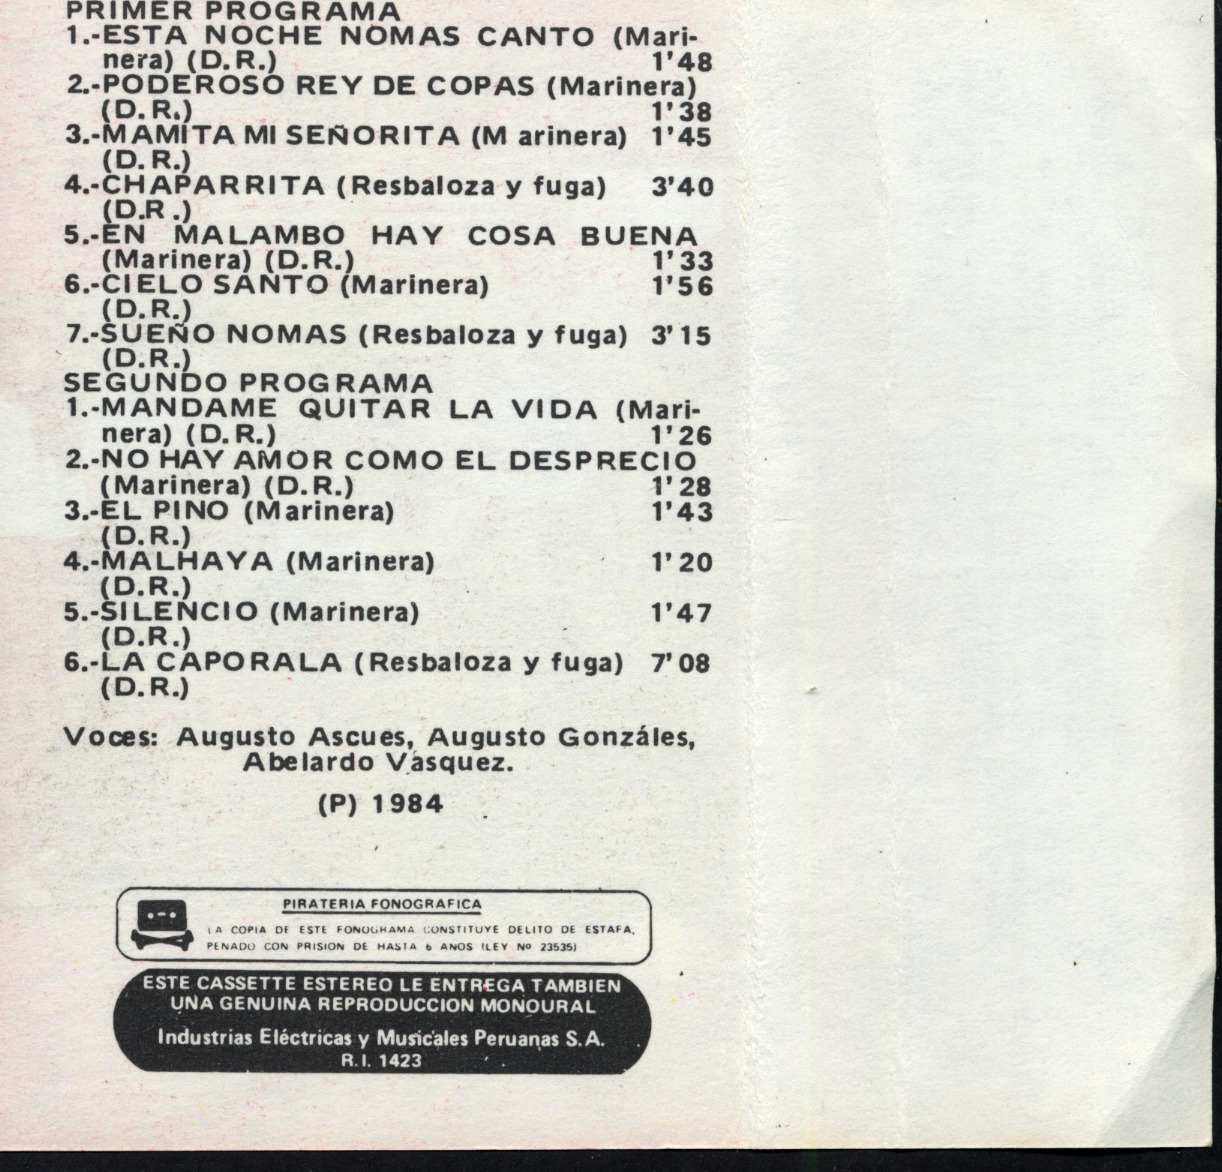 PRIMER PROGRAMA
1.-ESTA NOCHE NOMAS CANTO (Mari-
nera) (D.R.) 1'48
2.-PODEROSO REY DE COPAS (Marinera)
(D.R.) 1'38
3.-MAMITA MI SEÑORITA (M arinera) 1'45
(D.R.)
4.-CHAPARRITA (Resbaloza y fuga) 3'40
(D.R .)
5.-EN MALAMBO HAY COSA BUENA
(Marinera) (D.R.) 1'33
6.-CIELO SANTO (Marinera) 1'56
(D.R.)
7.-SUEÑO NOMAS (Resbaloza y fuga) 3'15
(D.R.)
SEGUNDO PROGRAMA
1.-MANDAME QUITAR LA VIDA (Mari-
nera) (D.R.) 1'26
2.-NO HAY AMOR COMO EL DESPRECIO
(Marinera) (D.R.) 1'28
3.-EL PINO (Marinera) 1'43
(D.R.)
4.-MALHAYA (Marinera) 1'20
(D.R.)
5.-SILENCIO (Marinera) 1'47
(D.R.)
6.-LA CAPORALA (Resbaloza y fuga) 7'08
(D.R.)
Voces: Augusto Ascues, Augusto Gonzáles,
Abelardo Vásquez.
(P) 1984
PIRATERIA FONOGRAFICA
LA COPIA DE ESTE FONOGRAMA CONSTITUYE DELITO DE ESTAFA,
PENADO CON PRISION DE HASTA 6 ANOS (LEY Nº 23535)
ESTE CASSETTE ESTEREO LE ENTREGA TAMBIEN
UNA GENUINA REPRODUCCION MONOURAL
Industrias Eléctricas y Musicales Peruanas S.A.
R.I. 1423